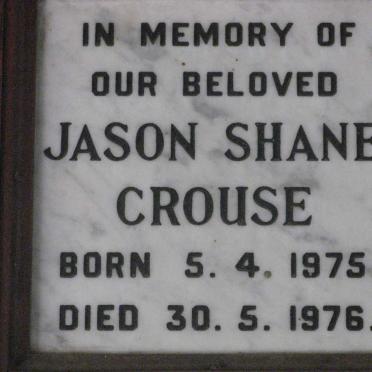 IN MEMORY OF
OUR BELOVED
JASON SHANE
CROUSE
BORN 5. 4. 1975
DIED 30. 5. 1976.